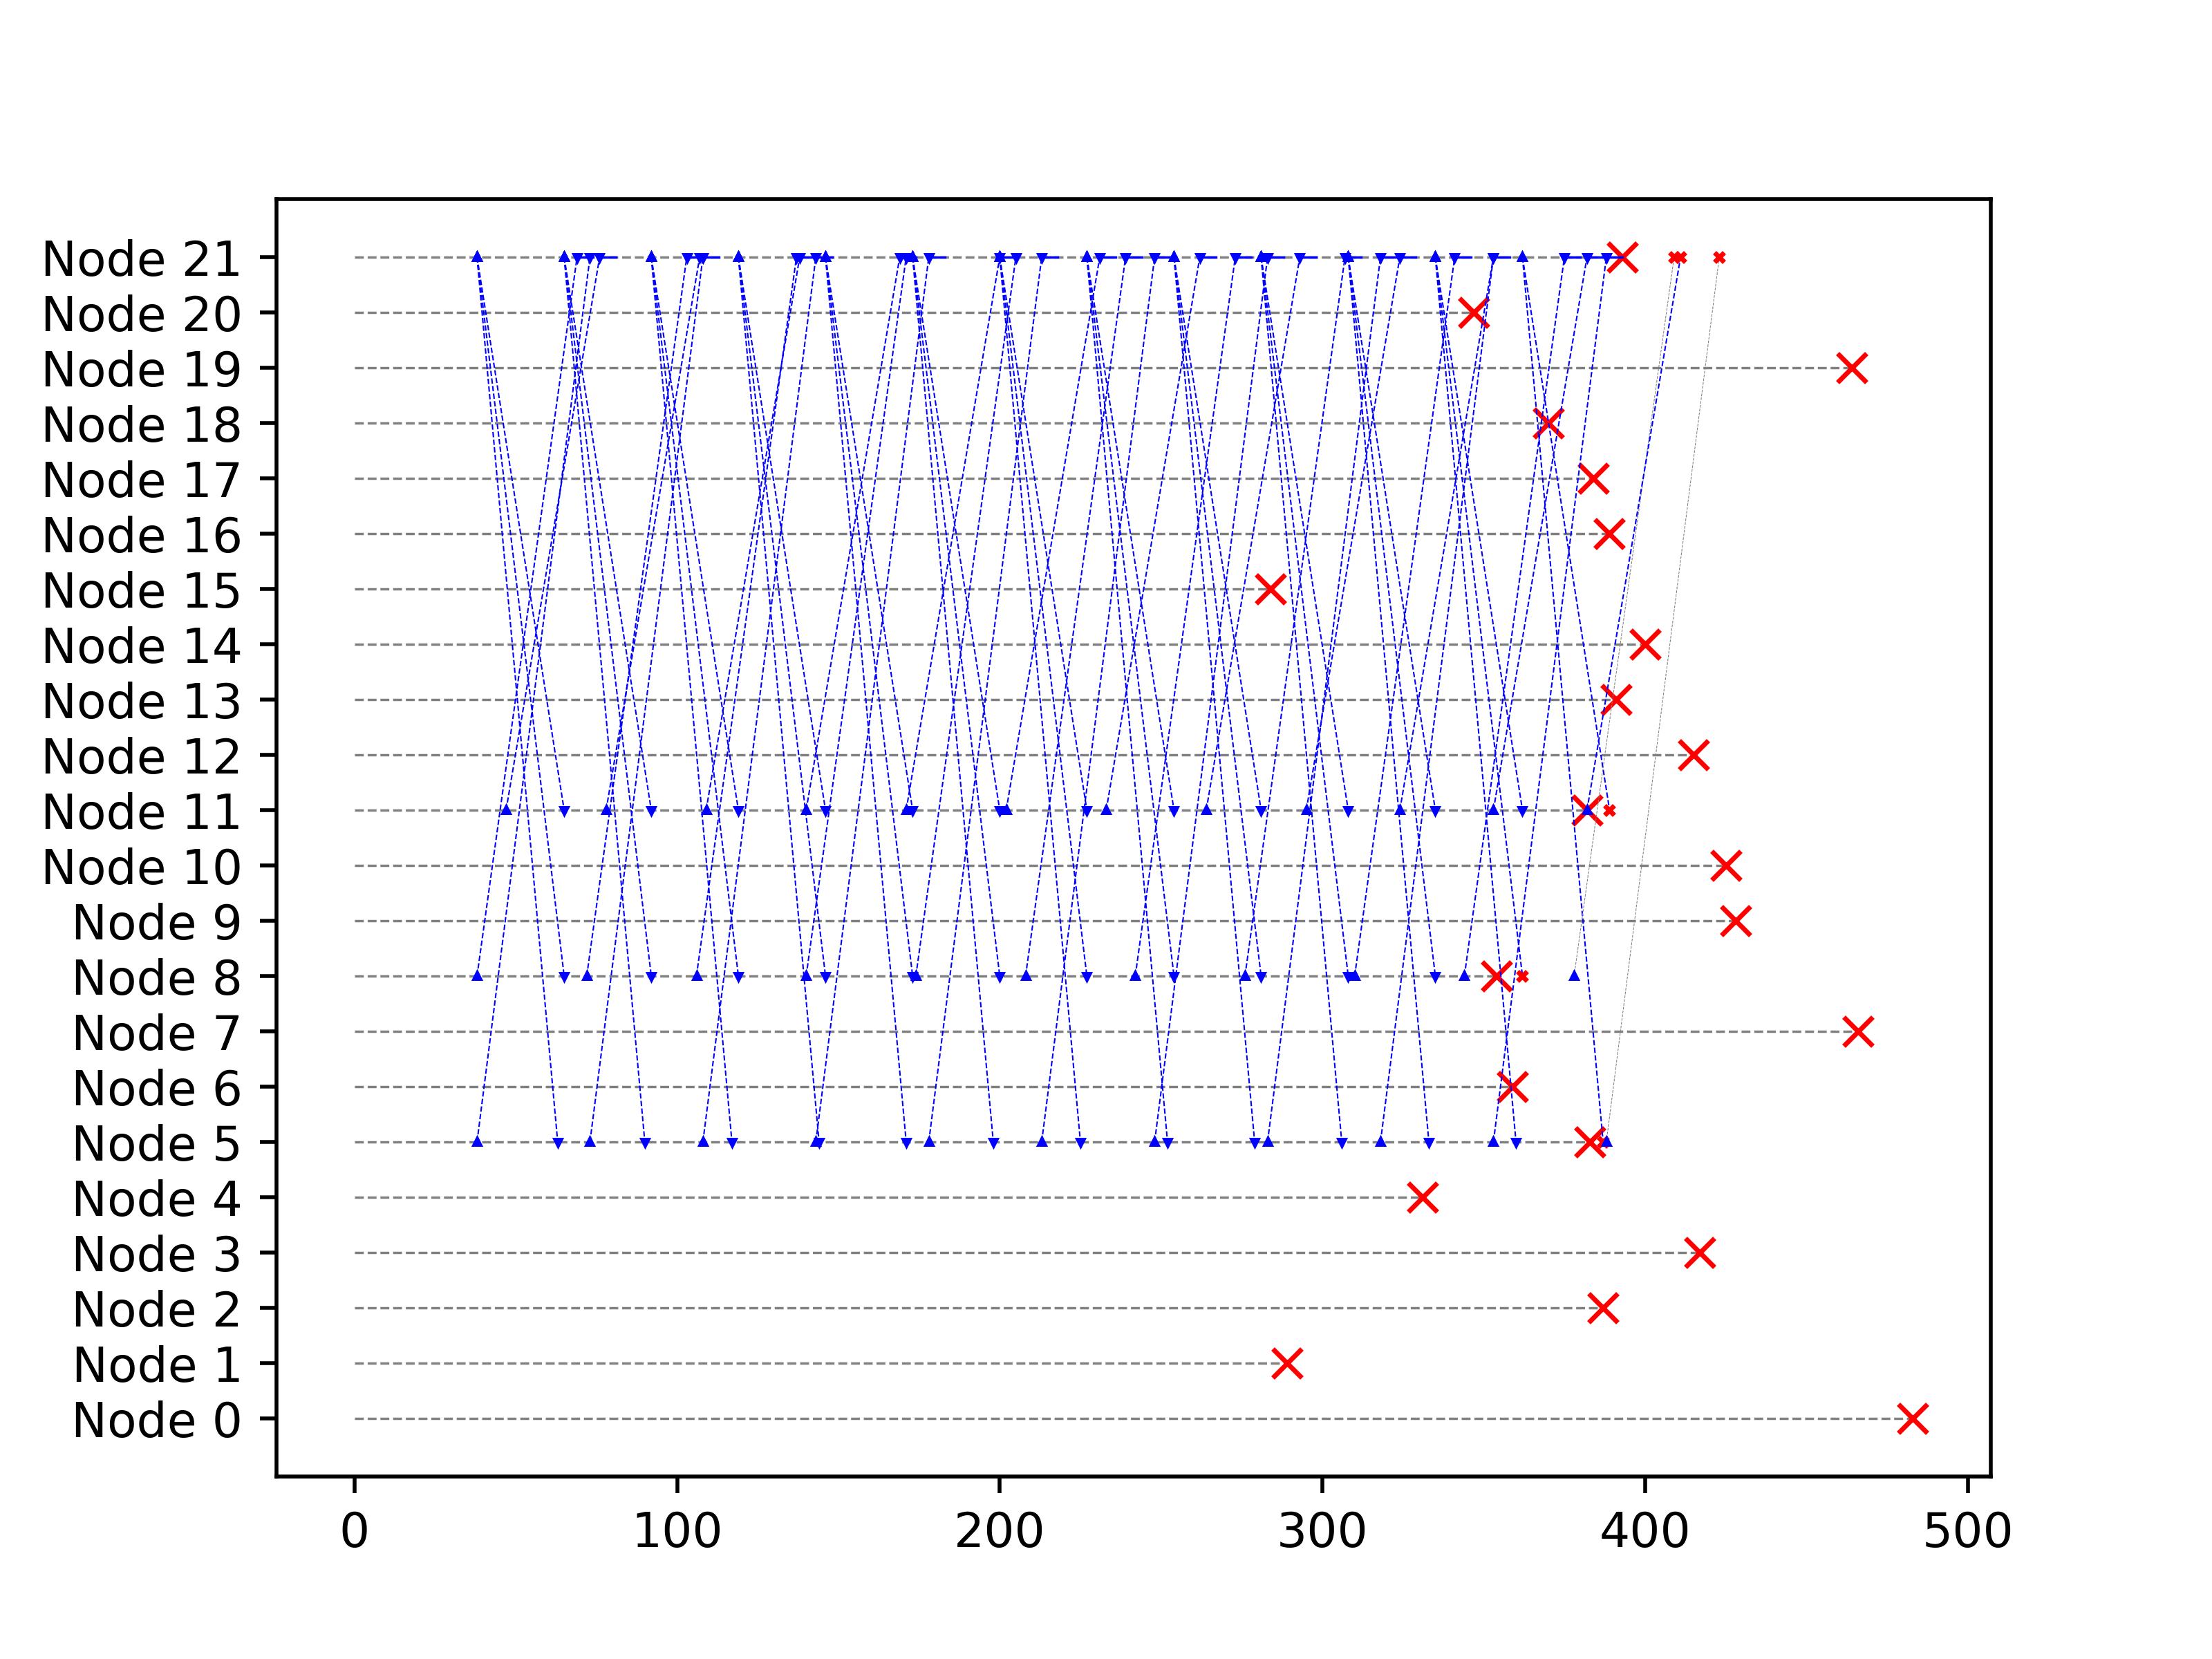 Node 21
Node 20
Node 19
Node 18
Node 17
Node 16
Node 15
Node 14
Node 13
Node 12
Node 11
Node 10
Node 9
Node 8
Node 7
Node 6
Node 5
Node 4
Node 3
Node 2
Node 1
Node 0
0 100 200 300 400 500